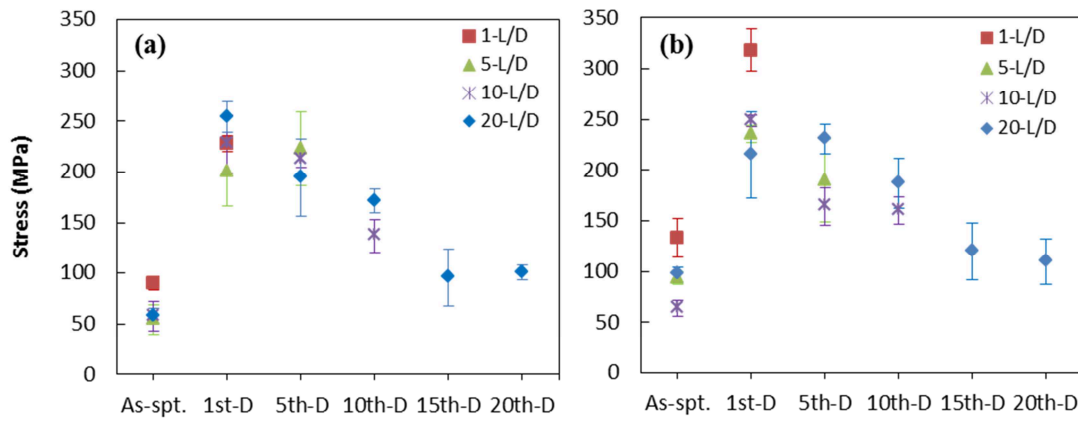 (a)
1-L/D
5-L/D
10-L/D
20-L/D
Stress (MPa)
350
300
250
200
150
100
50
0
As-spt. 1st-D 5th-D 10th-D 15th-D 20th-D
(b)
1-L/D
5-L/D
10-L/D
20-L/D
350
300
250
200
150
100
50
0
As-spt. 1st-D 5th-D 10th-D 15th-D 20th-D